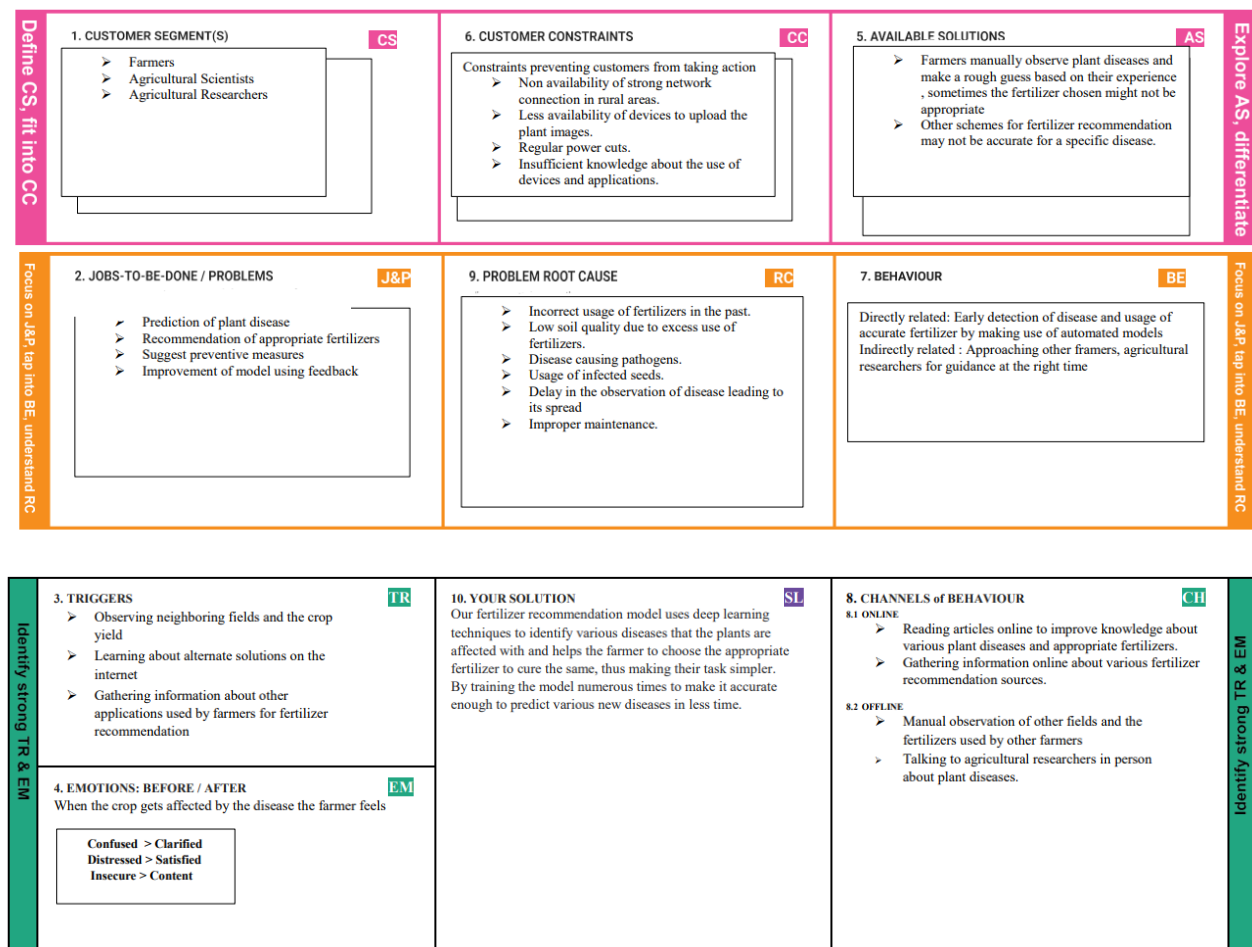 Define CS, fit into CC
1. CUSTOMER SEGMENT(S)
CS
Farmers
Agricultural Scientists
Agricultural Researchers
6. CUSTOMER CONSTRAINTS
CC
Constraints preventing customers from taking action
Non availability of strong network
connection in rural areas.
Less availability of devices to upload the
plant images.
Regular power cuts.
Insufficient knowledge about the use of
devices and applications.
5. AVAILABLE SOLUTIONS
AS
Farmers manually observe plant diseases and
make a rough guess based on their experience
, sometimes the fertilizer chosen might not be
appropriate
Other schemes for fertilizer recommendation
may not be accurate for a specific disease.
Explore AS, differentiate
Focus on J&P, tap into BE, understand RC
2. JOBS-TO-BE-DONE / PROBLEMS
J&P
Prediction of plant disease
Recommendation of appropriate fertilizers
Suggest preventive measures
Improvement of model using feedback
9. PROBLEM ROOT CAUSE
RC
Incorrect usage of fertilizers in the past.
Low soil quality due to excess use of
fertilizers.
Disease causing pathogens.
Usage of infected seeds.
Delay in the observation of disease leading to
its spread
Improper maintenance.
7. BEHAVIOUR
BE
Directly related: Early detection of disease and usage of
accurate fertilizer by making use of automated models
Indirectly related : Approaching other framers, agricultural
researchers for guidance at the right time
Focus on J&P, tap into BE, understand RC
Identify strong TR & EM
3. TRIGGERS
TR
Observing neighboring fields and the crop
yield
Learning about alternate solutions on the
internet
Gathering information about other
applications used by farmers for fertilizer
recommendation
4. EMOTIONS: BEFORE / AFTER
EM
When the crop gets affected by the disease the farmer feels
Confused > Clarified
Distressed > Satisfied
Insecure > Content
10. YOUR SOLUTION
SL
Our fertilizer recommendation model uses deep learning
techniques to identify various diseases that the plants are
affected with and helps the farmer to choose the appropriate
fertilizer to cure the same, thus making their task simpler.
By training the model numerous times to make it accurate
enough to predict various new diseases in less time.
8. CHANNELS of BEHAVIOUR
CH
8.1 ONLINE
Reading articles online to improve knowledge about
various plant diseases and appropriate fertilizers.
Gathering information online about various fertilizer
recommendation sources.
8.2 OFFLINE
Manual observation of other fields and the
fertilizers used by other farmers
Talking to agricultural researchers in person
about plant diseases.
Identify strong TR & EM